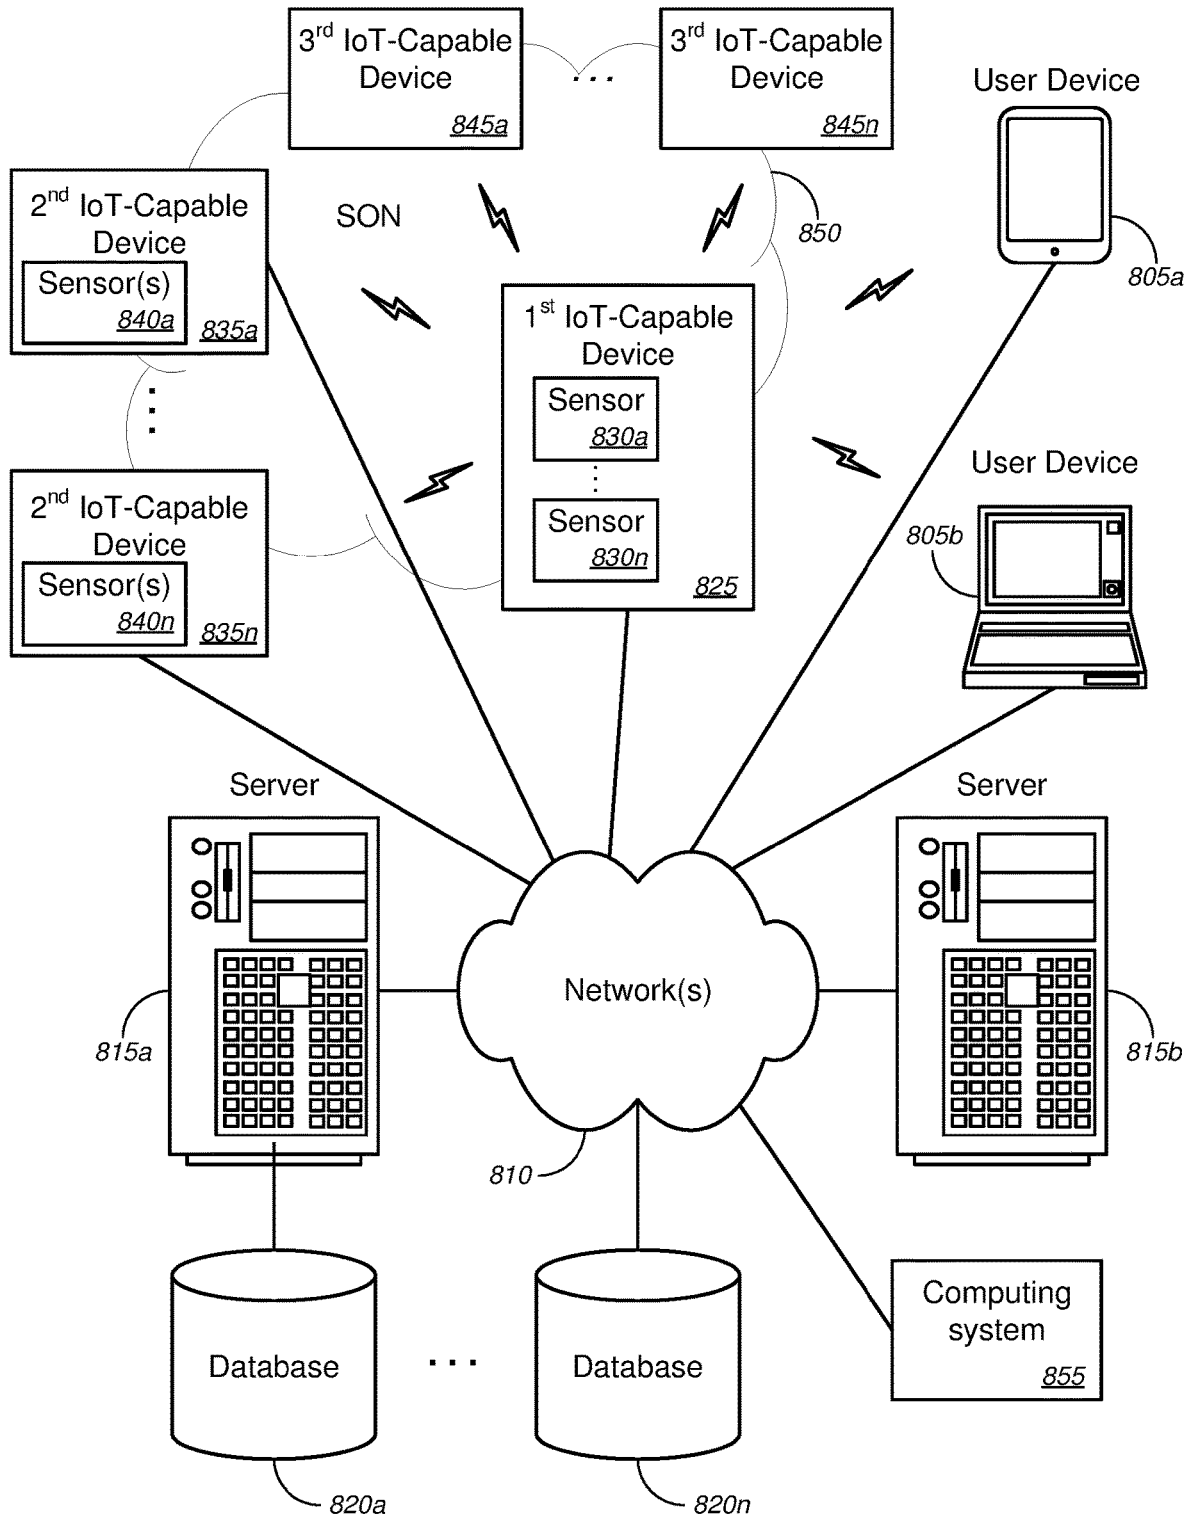 3rd IoT-Capable
Device
845a
. . .
3rd IoT-Capable
Device
845n
User Device
805a
2nd IoT-Capable
Device
Sensor(s)
840a
835a
SON
850
1st IoT-Capable
Device
Sensor
830a
Sensor
830n
825
2nd IoT-Capable
Device
Sensor(s)
840n
835n
User Device
805b
Server
815a
Server
815b
Network(s)
810
Database
820a
. . .
Database
820n
Computing
system
855